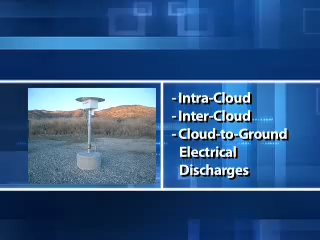 - Intra-Cloud
- Inter-Cloud
- Cloud-to-Ground
Electrical
Discharges